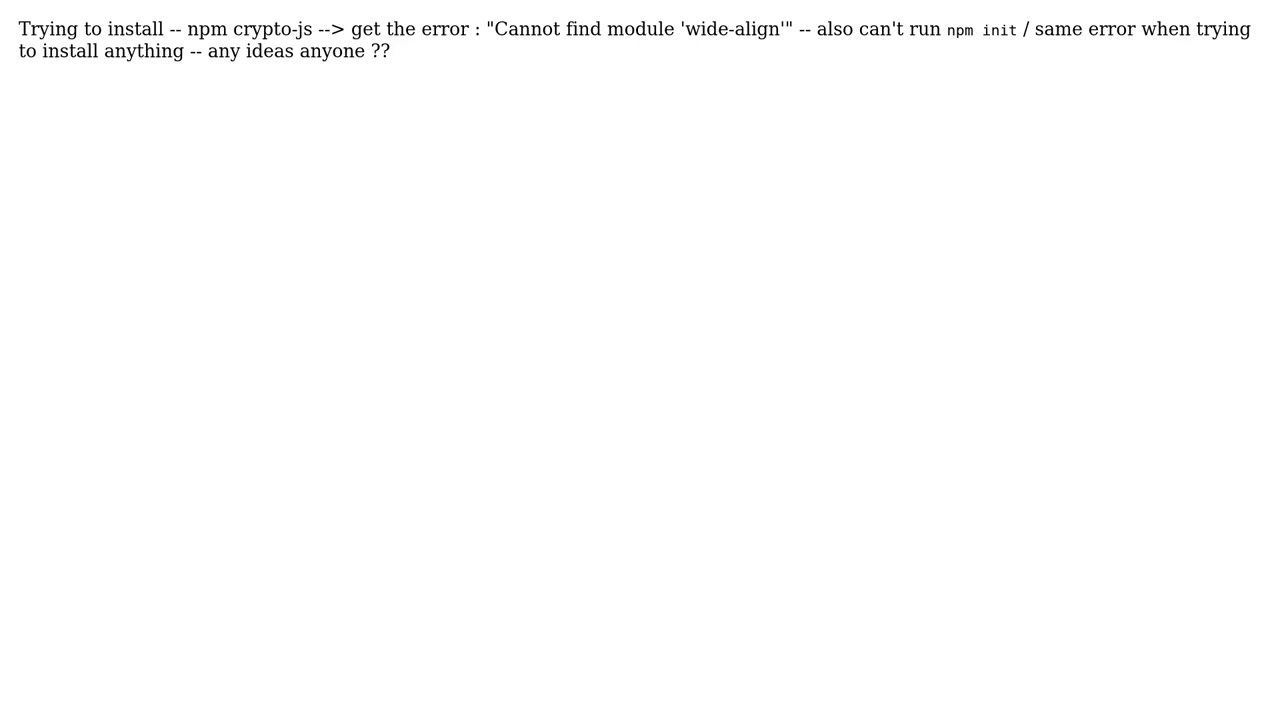 Trying to install -- npm crypto-js --> get the error : "Cannot find module 'wide-align'" -- also can't run npm init / same error when trying
to install anything -- any ideas anyone ??